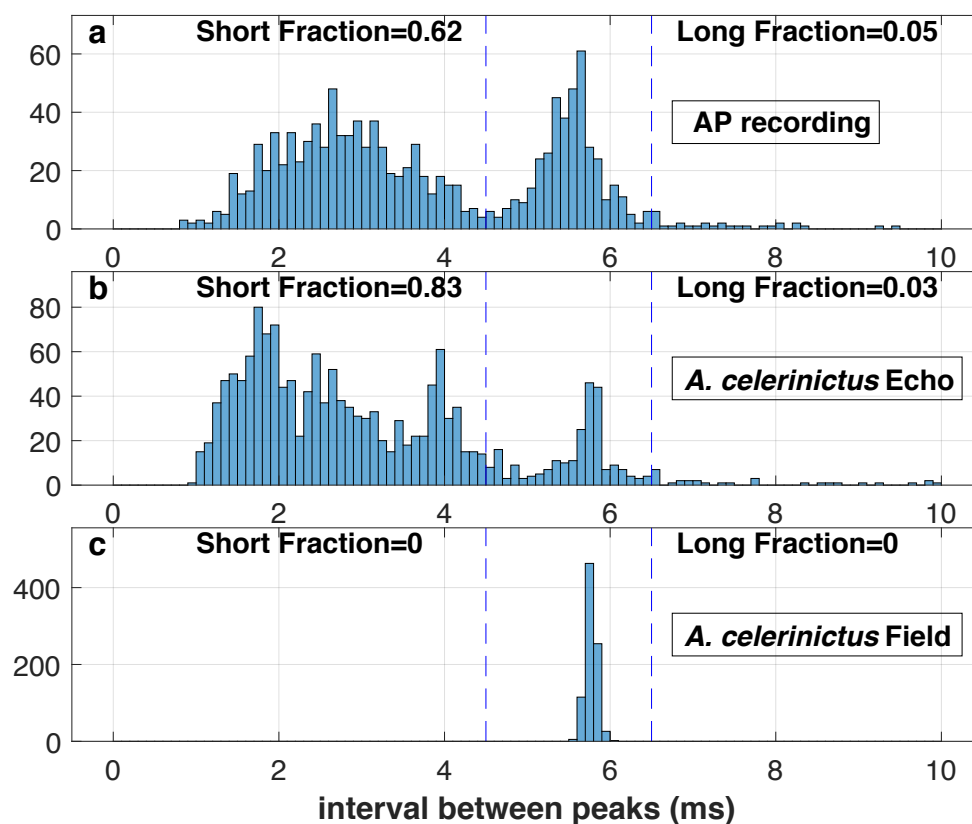 a Short Fraction=0.62 Long Fraction=0.05
60
40
20
0
AP recording
0 2 4 6 8 10
b Short Fraction=0.83 Long Fraction=0.03
80
60
40
20
0
A. celerinictus Echo
0 2 4 6 8 10
c Short Fraction=0 Long Fraction=0
400
200
0
A. celerinictus Field
0 2 4 6 8 10
interval between peaks (ms)